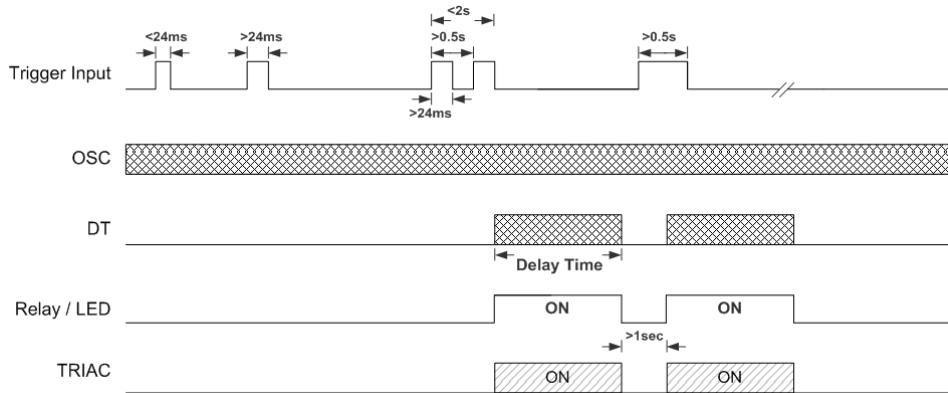 <2s
<24ms
>24ms
>0.5s
>0.5s
Trigger Input
>24ms
OSC
DT
Delay Time
Relay / LED
ON
ON
>1sec
TRIAC
ON
ON